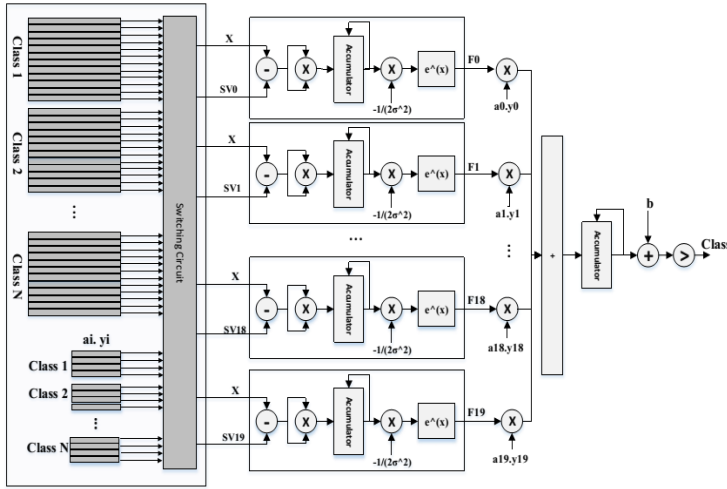 Class 1
Class 2
...
Class N
ai. yi
Class 1
Class 2
...
Class N
Switching Circuit
X
SV0
-
X
Accumulator
X
-1/(2σ^2)
e^(x)
F0
X
a0.y0
X
SV1
-
X
Accumulator
X
-1/(2σ^2)
e^(x)
F1
X
a1.y1
...
...
X
SV18
-
X
Accumulator
X
-1/(2σ^2)
e^(x)
F18
X
a18.y18
X
SV19
-
X
Accumulator
X
-1/(2σ^2)
e^(x)
F19
X
a19.y19
+
Accumulator
b
+
>
Class